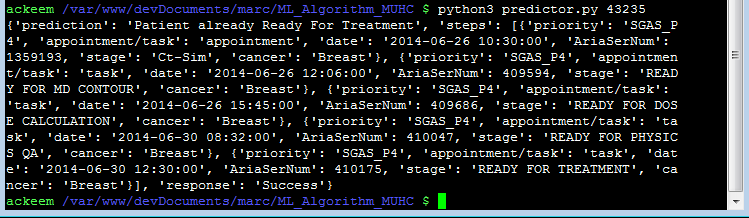 ackeem /var/www/devDocuments/marc/ML_Algorithm_MUHC $ python3 predictor.py 43235
{'prediction': 'Patient already Ready For Treatment', 'steps': [{'priority': 'SGAS_P
4', 'appointment/task': 'appointment', 'date': '2014-06-26 10:30:00', 'AriaSerNum':
1359193, 'stage': 'Ct-Sim', 'cancer': 'Breast'}, {'priority': 'SGAS_P4', 'appointmen
t/task': 'task', 'date': '2014-06-26 12:06:00', 'AriaSerNum': 409594, 'stage': 'READ
Y FOR MD CONTOUR', 'cancer': 'Breast'}, {'priority': 'SGAS_P4', 'appointment/task':
'task', 'date': '2014-06-26 15:45:00', 'AriaSerNum': 409686, 'stage': 'READY FOR DOS
E CALCULATION', 'cancer': 'Breast'}, {'priority': 'SGAS_P4', 'appointment/task': 'ta
sk', 'date': '2014-06-30 08:32:00', 'AriaSerNum': 410047, 'stage': 'READY FOR PHYSIC
S QA', 'cancer': 'Breast'}, {'priority': 'SGAS_P4', 'appointment/task': 'task', 'dat
e': '2014-06-30 12:30:00', 'AriaSerNum': 410175, 'stage': 'READY FOR TREATMENT', 'ca
ncer': 'Breast'}], 'response': 'Success'}
ackeem /var/www/devDocuments/marc/ML_Algorithm_MUHC $